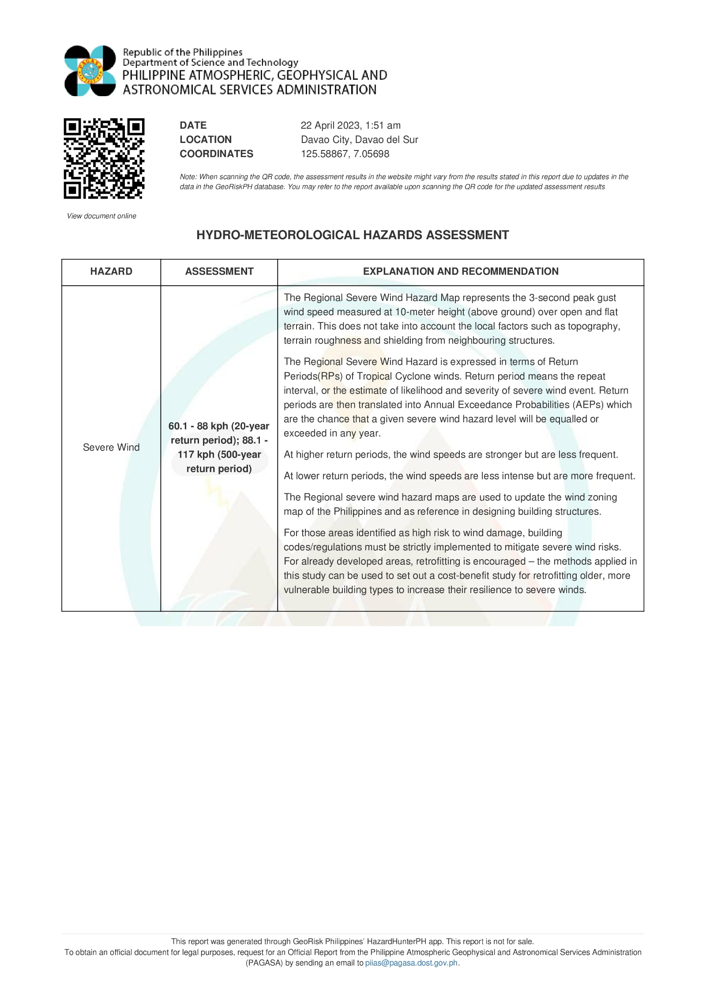 Republic of the Philippines
Department of Science and Technology
PHILIPPINE ATMOSPHERIC, GEOPHYSICAL AND
ASTRONOMICAL SERVICES ADMINISTRATION
PAGASA
1865
DATE 22 April 2023, 1:51 am
LOCATION Davao City, Davao del Sur
COORDINATES 125.58867, 7.05698
Note: When scanning the QR code, the assessment results in the website might vary from the results stated in this report due to updates in the
data in the GeoRiskPH database. You may refer to the report available upon scanning the QR code for the updated assessment results
View document online
HYDRO-METEOROLOGICAL HAZARDS ASSESSMENT
HAZARD ASSESSMENT EXPLANATION AND RECOMMENDATION
Severe Wind
60.1 - 88 kph (20-year
return period); 88.1 -
117 kph (500-year
return period)
The Regional Severe Wind Hazard Map represents the 3-second peak gust
wind speed measured at 10-meter height (above ground) over open and flat
terrain. This does not take into account the local factors such as topography,
terrain roughness and shielding from neighbouring structures.
The Regional Severe Wind Hazard is expressed in terms of Return
Periods(RPs) of Tropical Cyclone winds. Return period means the repeat
interval, or the estimate of likelihood and severity of severe wind event. Return
periods are then translated into Annual Exceedance Probabilities (AEPs) which
are the chance that a given severe wind hazard level will be equalled or
exceeded in any year.
At higher return periods, the wind speeds are stronger but are less frequent.
At lower return periods, the wind speeds are less intense but are more frequent.
The Regional severe wind hazard maps are used to update the wind zoning
map of the Philippines and as reference in designing building structures.
For those areas identified as high risk to wind damage, building
codes/regulations must be strictly implemented to mitigate severe wind risks.
For already developed areas, retrofitting is encouraged – the methods applied in
this study can be used to set out a cost-benefit study for retrofitting older, more
vulnerable building types to increase their resilience to severe winds.
This report was generated through GeoRisk Philippines’ HazardHunterPH app. This report is not for sale.
To obtain an official document for legal purposes, request for an Official Report from the Philippine Atmospheric Geophysical and Astronomical Services Administration
(PAGASA) by sending an email to piias@pagasa.dost.gov.ph.